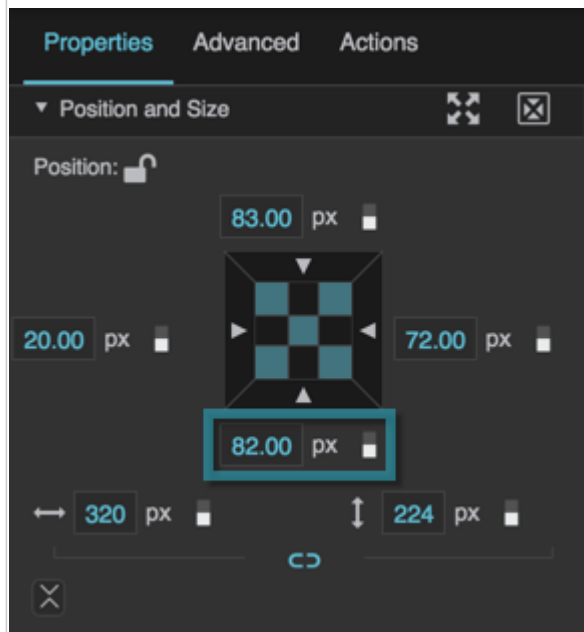 Properties Advanced Actions
Position and Size
Position:
83.00 px
20.00 px 72.00 px
82.00 px
320 px 224 px